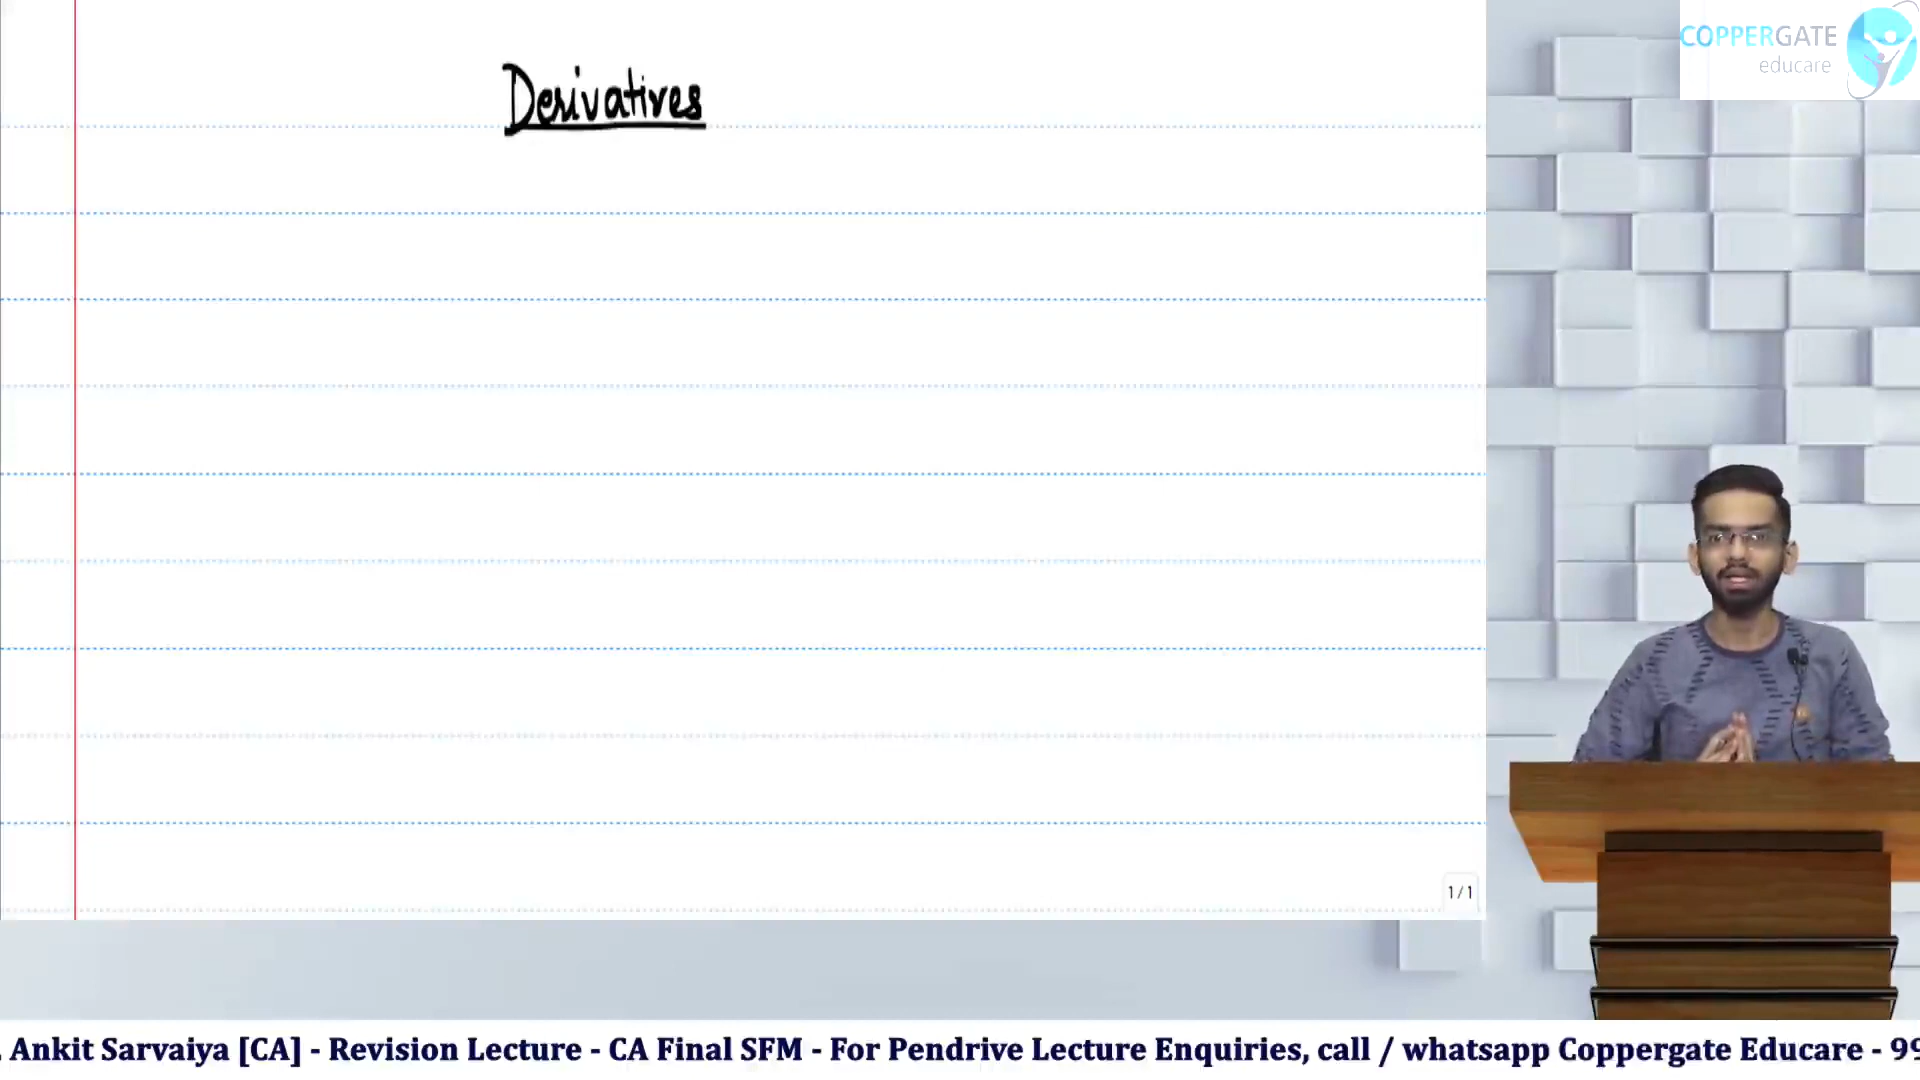 COPPERGATE
educare
Derivatives
1/1
. Ankit Sarvaiya [CA] - Revision Lecture - CA Final SFM - For Pendrive Lecture Enquiries, call / whatsapp Coppergate Educare - 99